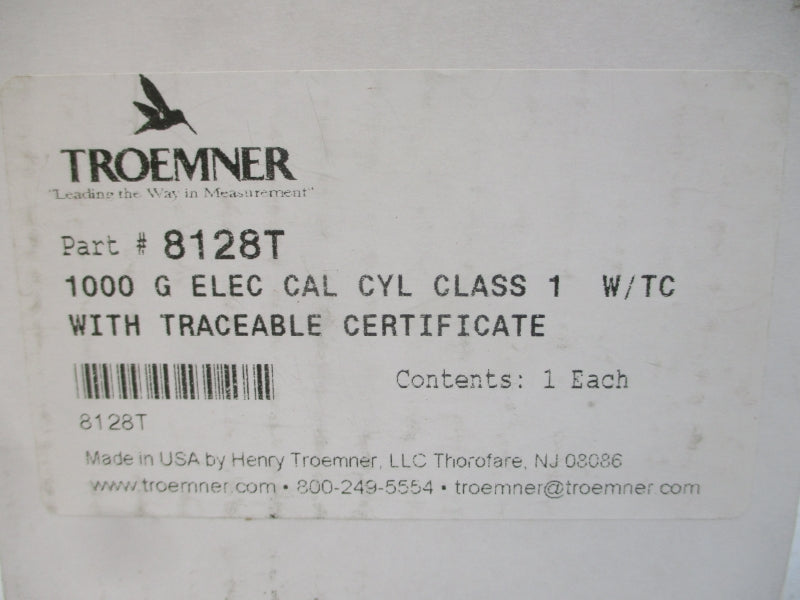 TROEMNER
"Leading the Way in Measurement"
Part # 8128T
1000 G ELEC CAL CYL CLASS 1 W/TC
WITH TRACEABLE CERTIFICATE
Contents: 1 Each
8128T
Made in USA by Henry Troemner, LLC Thorofare, NJ 08086
www.troemner.com • 800-249-5554 • troemner@troemner.com